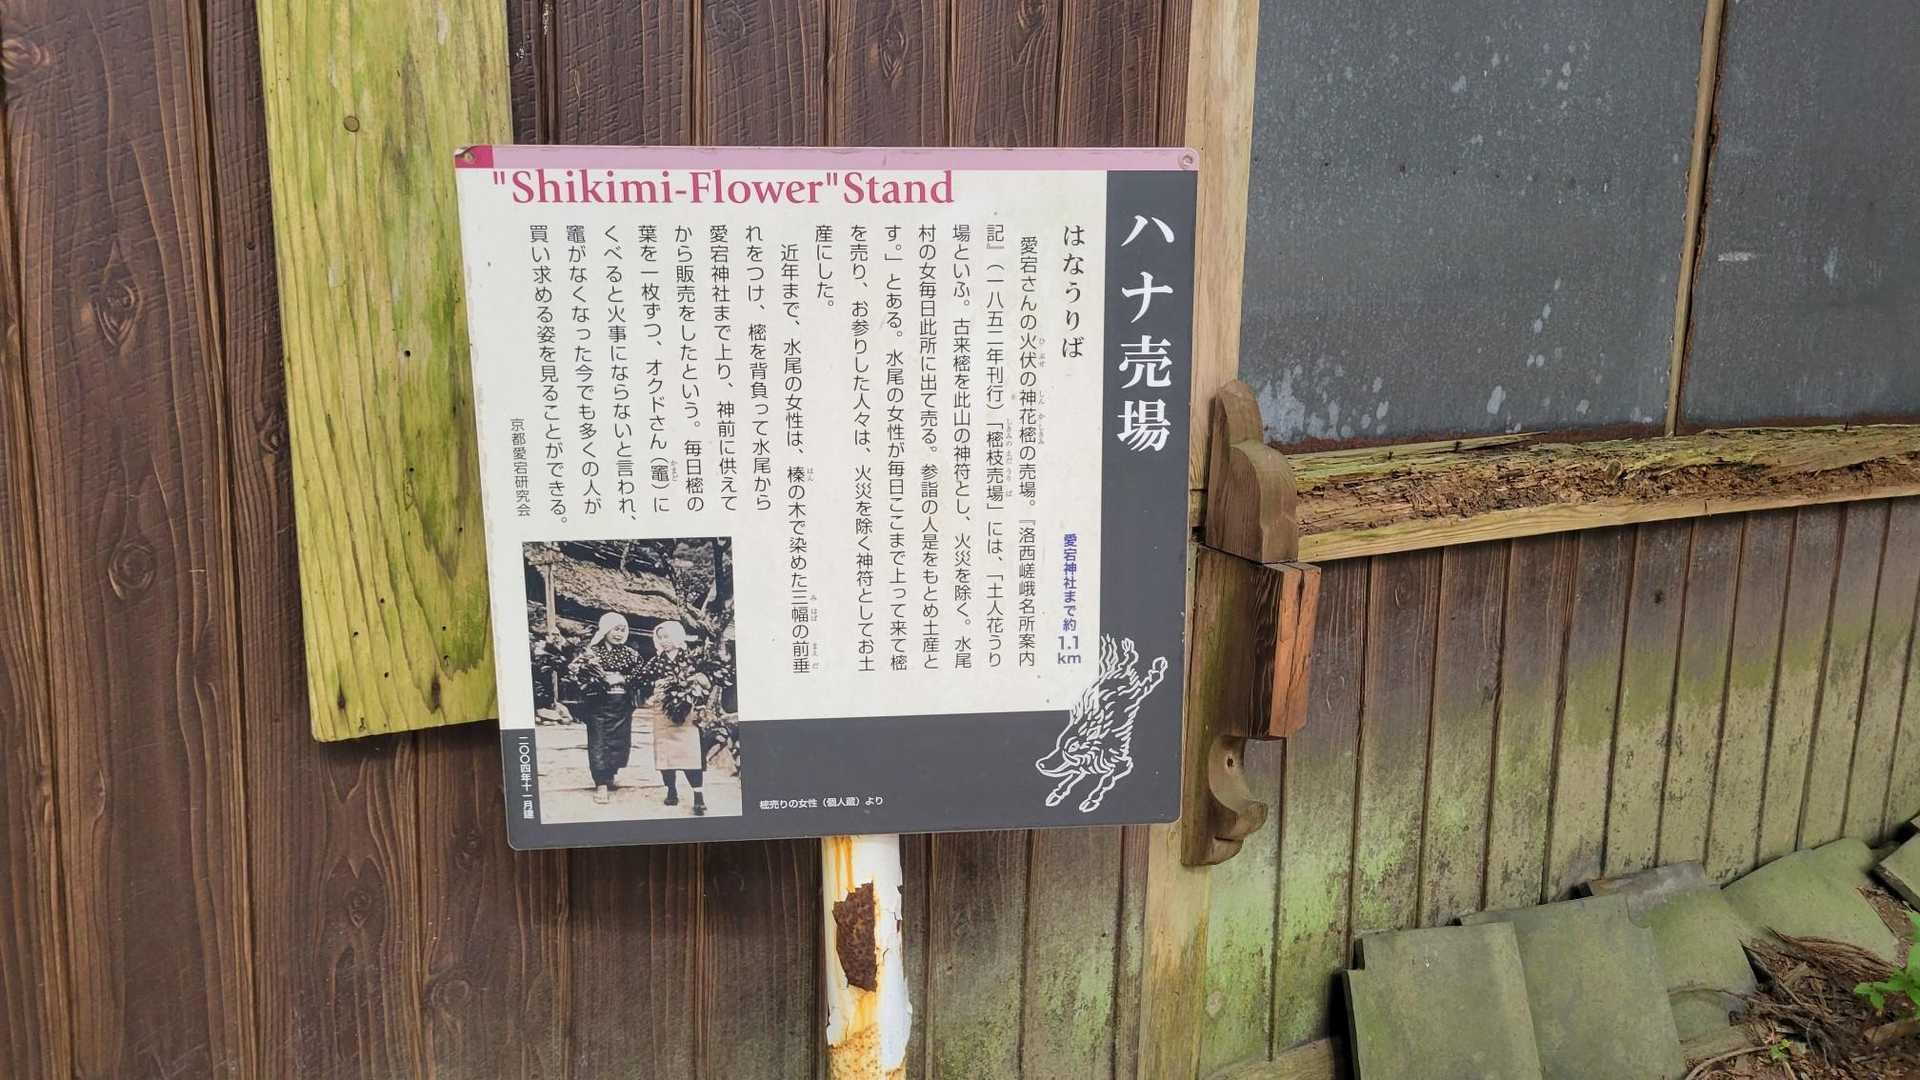 "Shikimi-Flower" Stand
ハナ売場
はなうりば
愛宕神社まで約1.1km
愛宕さんの火伏の神花樒の売場。『洛西嵯峨名所案内
記』(一八五二年刊行)「樒枝売場」には、「土人花うり
場といふ。古来樒を此山の神符とし、火災を除く。水尾
村の女毎日此所に出て売る。参詣の人是をもとめ土産と
す。」とある。水尾の女性が毎日ここまで上って来て樒
を売り、お参りした人々は、火災を除く神符としてお土
産にした。
近年まで、水尾の女性は、榛の木で染めた三幅の前垂
れをつけ、樒を背負って水尾から
愛宕神社まで上り、神前に供えて
から販売をしたという。毎日樒の
葉を一枚ずつ、オクドさん(竈)に
くべると火事にならないと言われ、
竈がなくなった今でも多くの人が
買い求める姿を見ることができる。
京都愛宕研究会
樒売りの女性(個人蔵)より
二〇〇四年十一月建